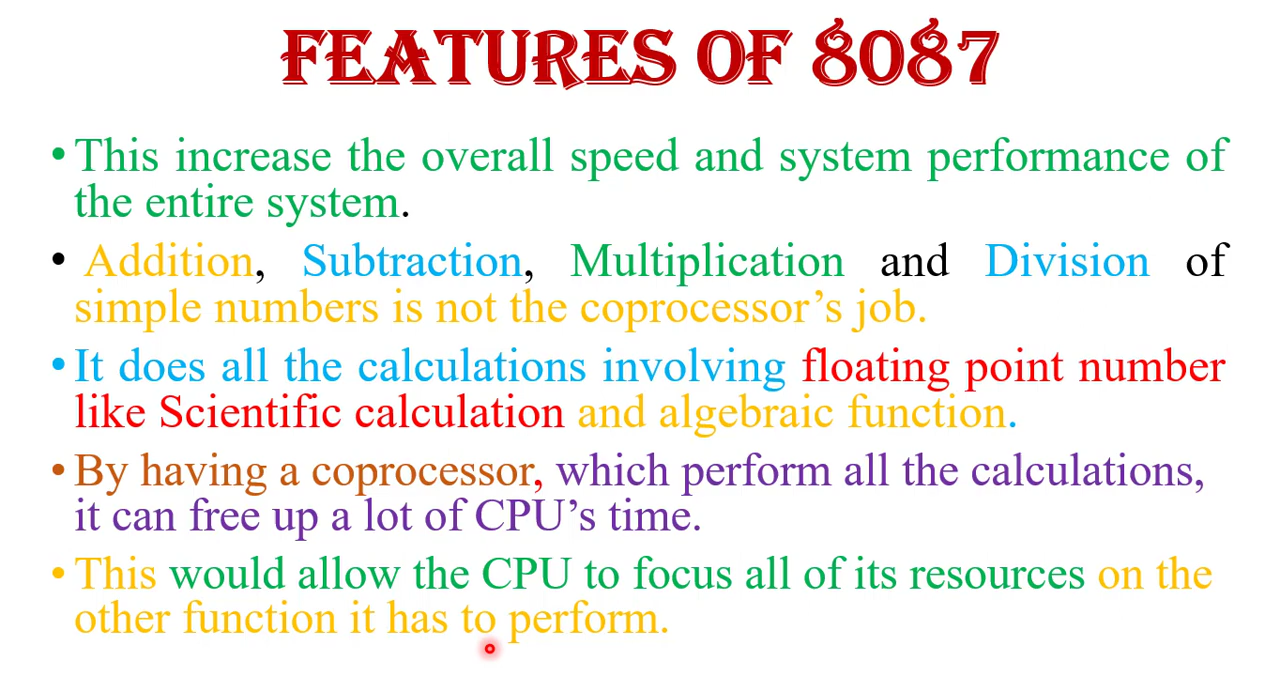 FEATURES OF 8087
•This increase the overall speed and system performance of
the entire system.
• Addition, Subtraction, Multiplication and Division of
simple numbers is not the coprocessor’s job.
•It does all the calculations involving floating point number
like Scientific calculation and algebraic function.
•By having a coprocessor, which perform all the calculations,
it can free up a lot of CPU’s time.
•This would allow the CPU to focus all of its resources on the
other function it has to perform.